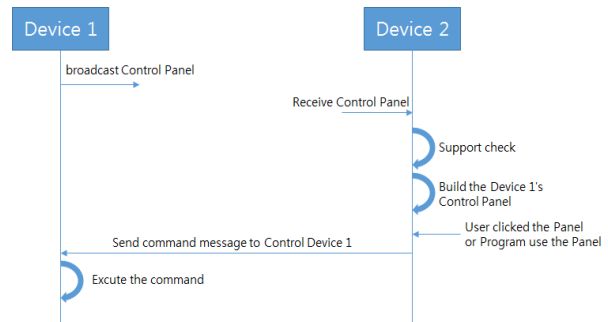 Device 1
Device 2
broadcast Control Panel
Receive Control Panel
Support check
Build the Device 1's
Control Panel
User clicked the Panel
or Program use the Panel
Send command message to Control Device 1
Excute the command